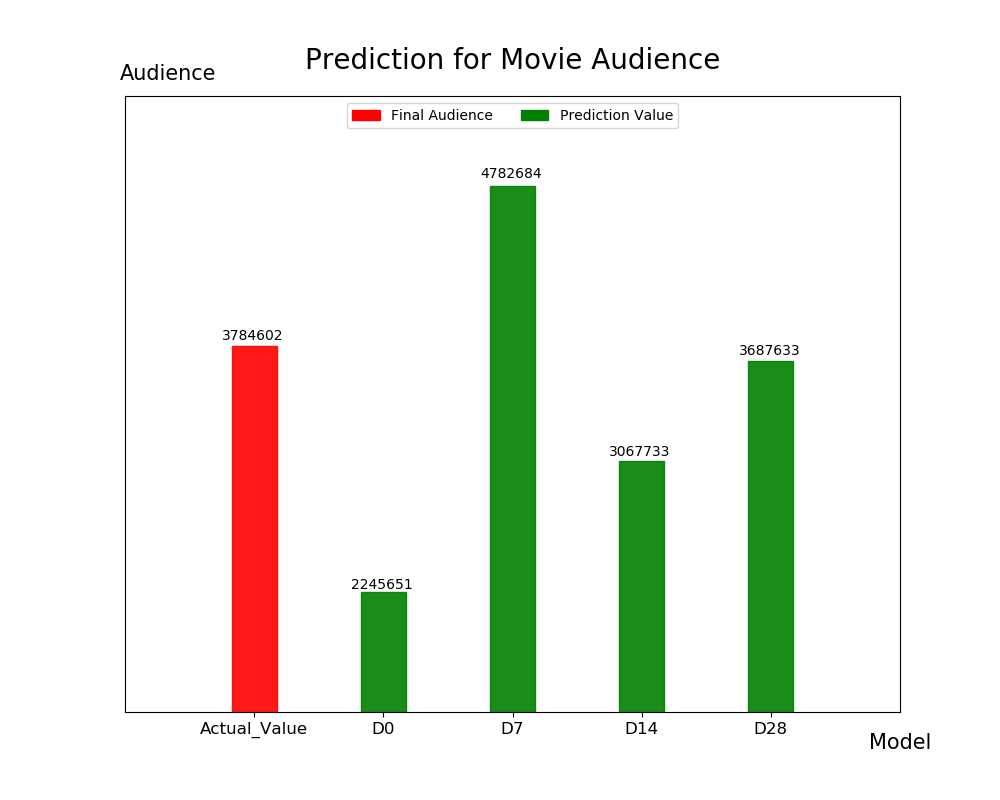 Prediction for Movie Audience
Audience
Final Audience Prediction Value
4782684
3784602
3687633
3067733
2245651
Actual_Value D0 D7 D14 D28
Model